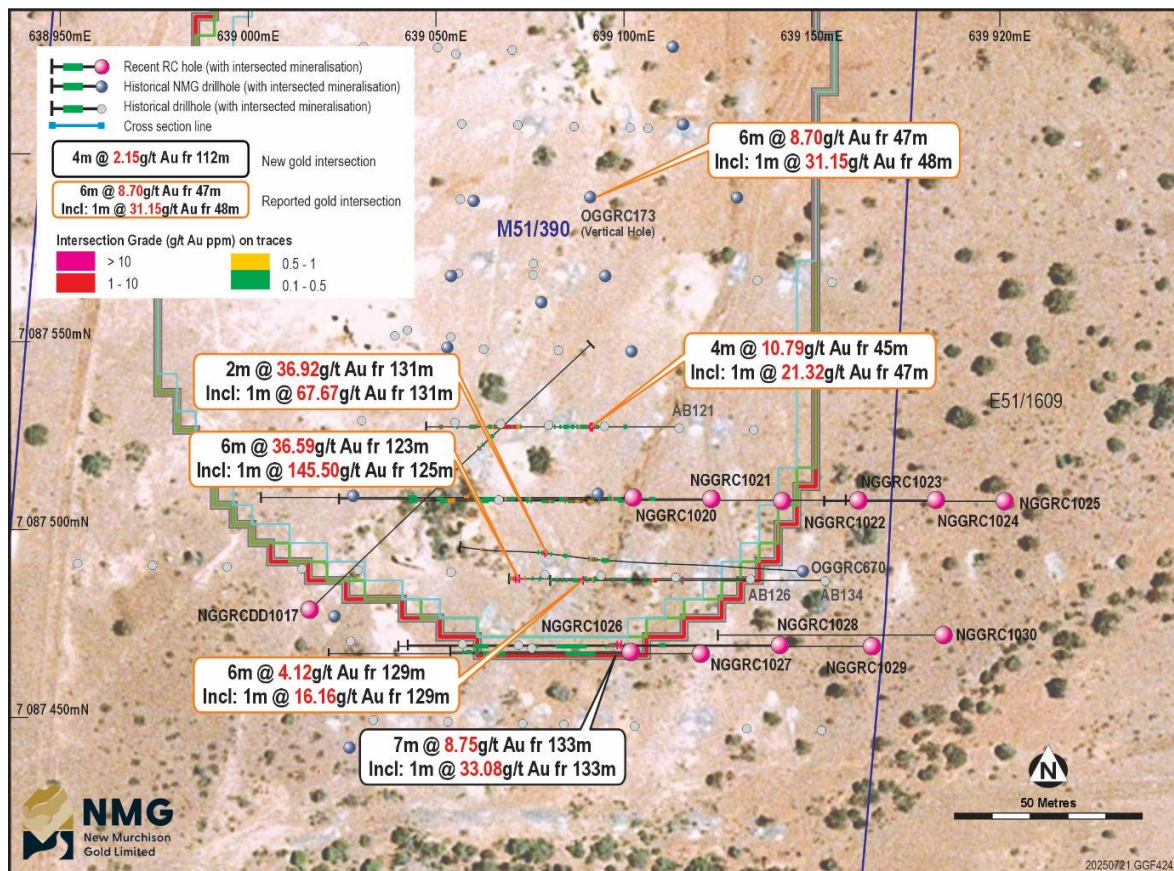 638 950mE
639 000mE
639 050mE
639 100mE
639 150mE
639 920mE
Recent RC hole (with intersected mineralisation)
Historical NMG drillhole (with intersected mineralisation)
Historical drillhole (with intersected mineralisation)
Cross section line
4m @ 2.15g/t Au fr 112m
New gold intersection
6m @ 8.70g/t Au fr 47m
Incl: 1m @ 31.15g/t Au fr 48m
Reported gold intersection
Intersection Grade (g/t Au ppm) on traces
> 10
0.5 - 1
1 - 10
0.1 - 0.5
6m @ 8.70g/t Au fr 47m
Incl: 1m @ 31.15g/t Au fr 48m
M51/390
OGGRC173
(Vertical Hole)
7 087 550mN
2m @ 36.92g/t Au fr 131m
Incl: 1m @ 67.67g/t Au fr 131m
4m @ 10.79g/t Au fr 45m
Incl: 1m @ 21.32g/t Au fr 47m
E51/1609
AB121
6m @ 36.59g/t Au fr 123m
Incl: 1m @ 145.50g/t Au fr 125m
NGGRC1020
NGGRC1021
NGGRC1022
NGGRC1023
NGGRC1024
NGGRC1025
7 087 500mN
OGGRC670
AB126
AB134
NGGRCDD1017
NGGRC1026
NGGRC1028
NGGRC1030
NGGRC1027
NGGRC1029
6m @ 4.12g/t Au fr 129m
Incl: 1m @ 16.16g/t Au fr 129m
7 087 450mN
7m @ 8.75g/t Au fr 133m
Incl: 1m @ 33.08g/t Au fr 133m
N
50 Metres
NMG
New Murchison
Gold Limited
20250721 GGF424